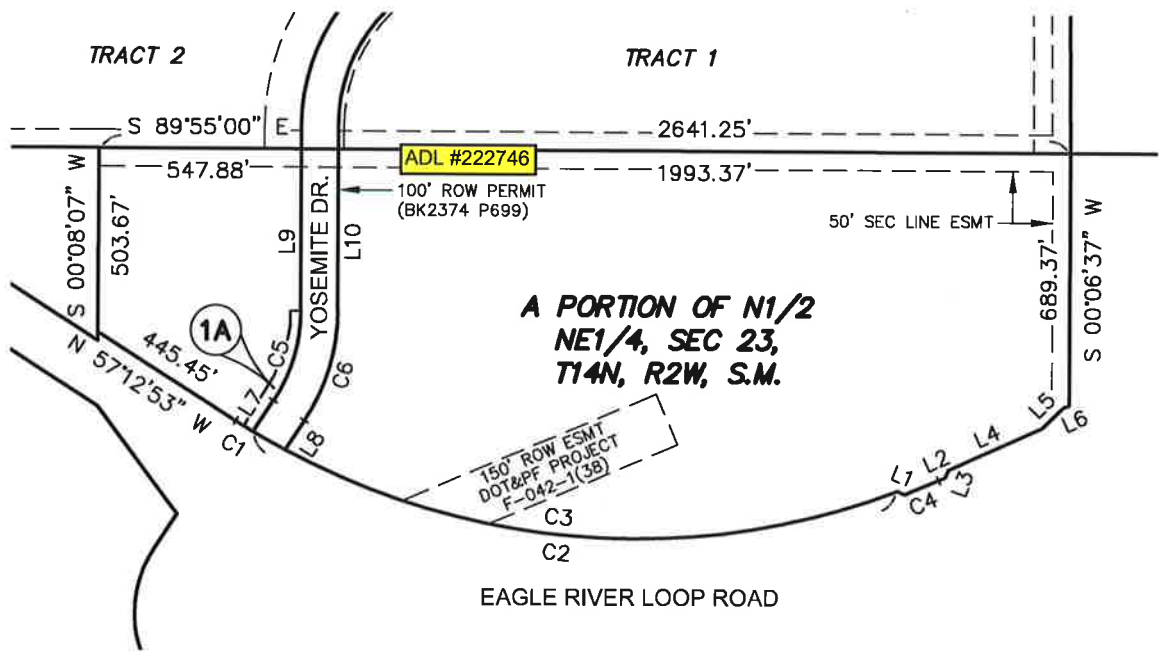 TRACT 2
TRACT 1
S 89°55'00" E
2641.25'
547.88'
ADL #222746
1993.37'
100' ROW PERMIT
(BK2374 P699)
50' SEC LINE ESMT
S 00°08'07" W
503.67'
L9
YOSEMITE DR.
L10
689.37'
S 00°06'37" W
A PORTION OF N1/2
NE1/4, SEC 23,
T14N, R2W, S.M.
1A
445.45'
N 57°12'53" W
C5
C6
L7
L8
C1
150' ROW ESMT
DOT&PF PROJECT
F-042-1(38)
C3
C2
L1
L2
C4
L3
L4
L5
L6
EAGLE RIVER LOOP ROAD